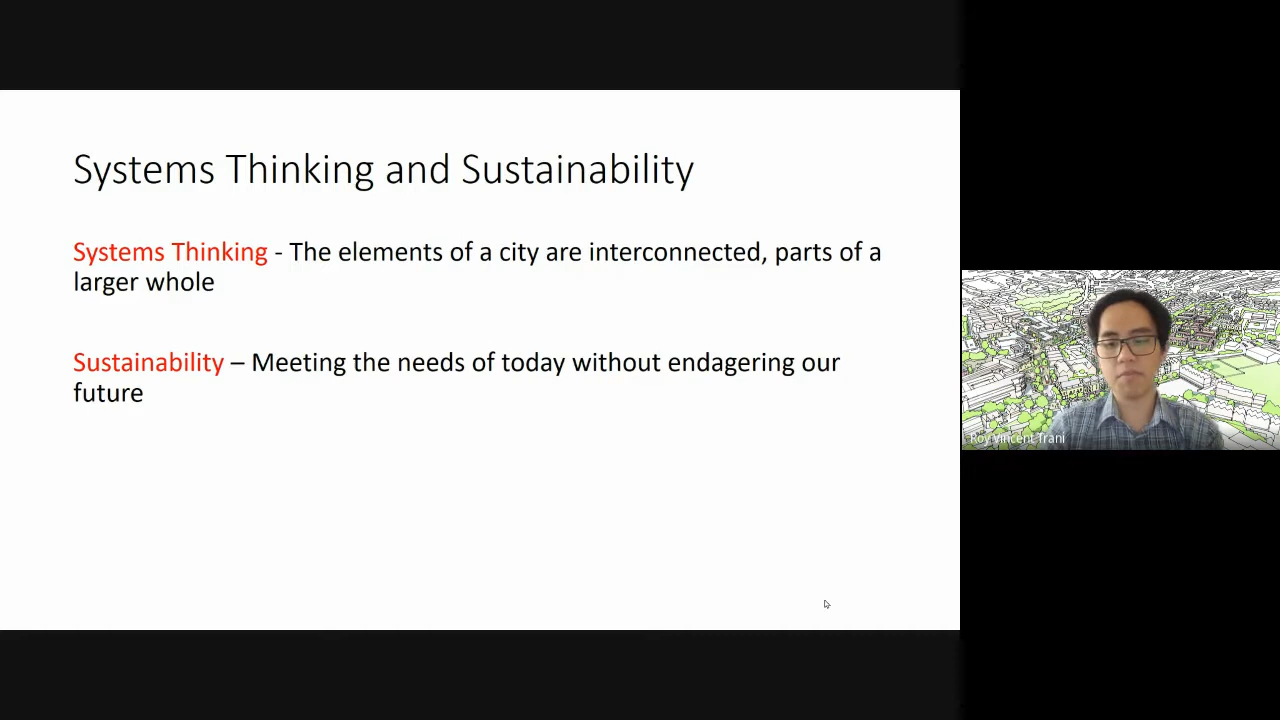 Systems Thinking and Sustainability
Systems Thinking - The elements of a city are interconnected, parts of a
larger whole
Sustainability – Meeting the needs of today without endagering our
future
Roy Vincent Trani